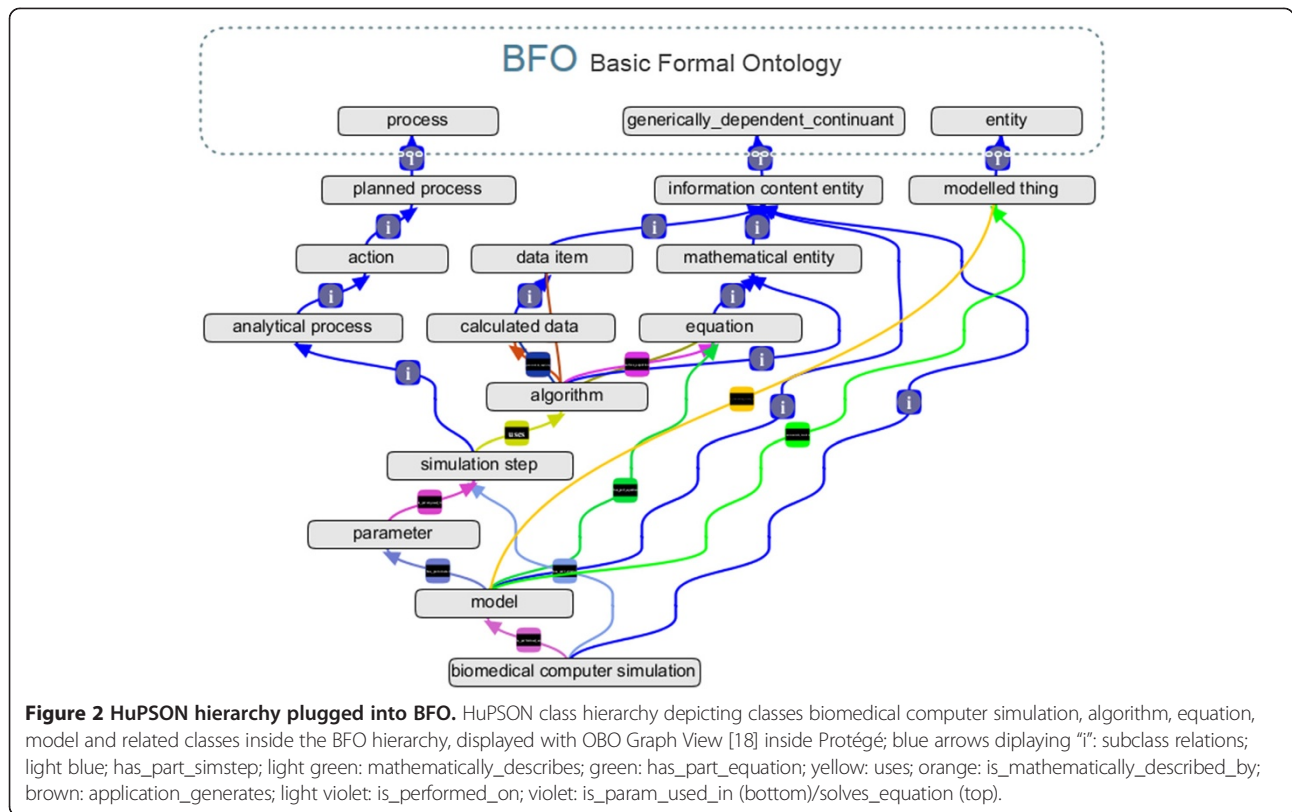 BFO Basic Formal Ontology
process
generically_dependent_continuant
entity
i
i
i
planned process
information content entity
modelled thing
i
i
i
action
data item
mathematical entity
i
i
i
analytical process
calculated data
equation
i
i
algorithm
i
i
simulation step
parameter
model
biomedical computer simulation
Figure 2 HuPSON hierarchy plugged into BFO. HuPSON class hierarchy depicting classes biomedical computer simulation, algorithm, equation,
model and related classes inside the BFO hierarchy, displayed with OBO Graph View [18] inside Protégé; blue arrows diplaying “i”: subclass relations;
light blue; has_part_simstep; light green: mathematically_describes; green: has_part_equation; yellow: uses; orange: is_mathematically_described_by;
brown: application_generates; light violet: is_performed_on; violet: is_param_used_in (bottom)/solves_equation (top).